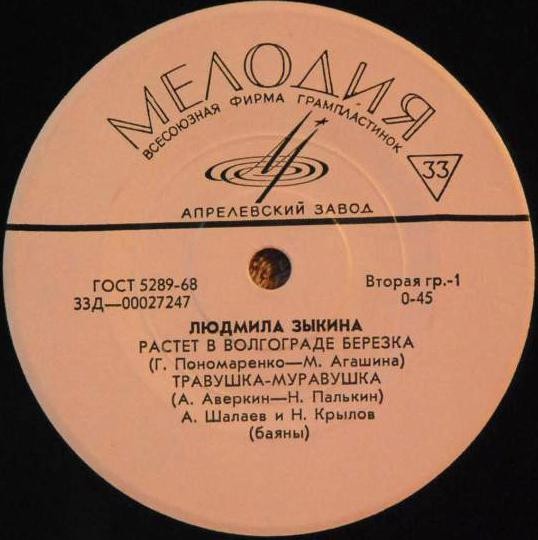 МЕЛОДИЯ
ВСЕСОЮЗНАЯ ФИРМА ГРАМПЛАСТИНОК
33
АПРЕЛЕВСКИЙ ЗАВОД
ГОСТ 5289-68
Вторая гр.-1
33Д—00027247
0-45
ЛЮДМИЛА ЗЫКИНА
РАСТЕТ В ВОЛГОГРАДЕ БЕРЕЗКА
(Г. Пономаренко—М. Агашина)
ТРАВУШКА-МУРАВУШКА
(А. Аверкин—Н. Палькин)
А. Шалаев и Н. Крылов
(баяны)